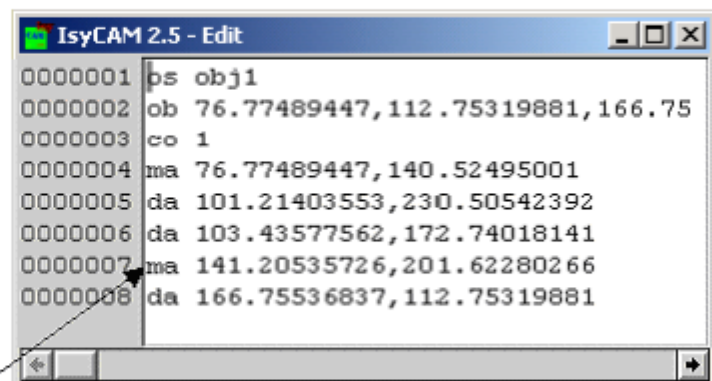 IsyCAM 2.5 - Edit
0000001 ps obj1
0000002 ob 76.77489447,112.75319881,166.75
0000003 co 1
0000004 ma 76.77489447,140.52495001
0000005 da 101.21403553,230.50542392
0000006 da 103.43577562,172.74018141
0000007 ma 141.20535726,201.62280266
0000008 da 166.75536837,112.75319881